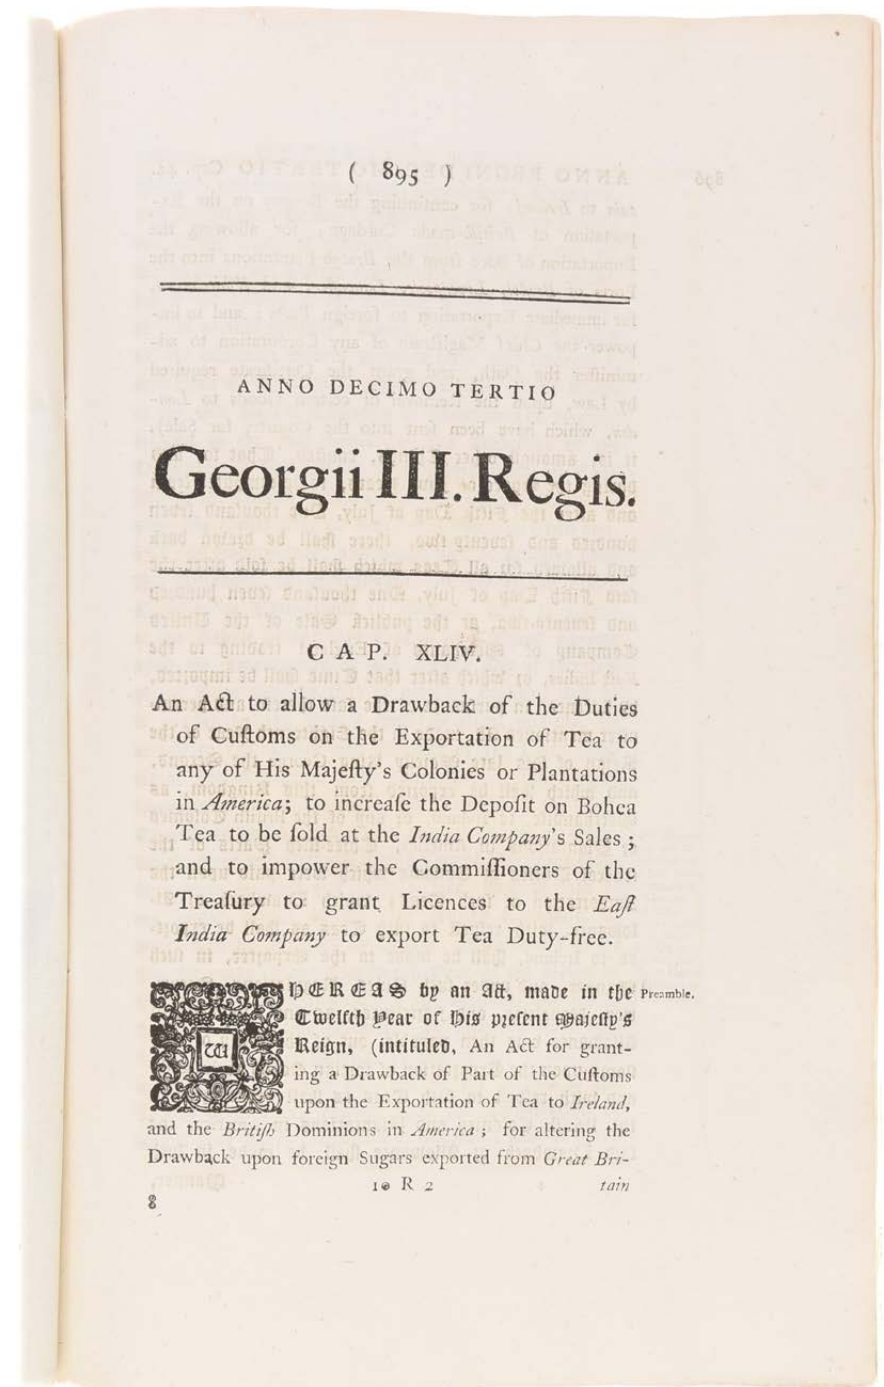 ( 895 )
ANNO DECIMO TERTIO
Georgii III. Regis.
CAP. XLIV.
An Act to allow a Drawback of the Duties
of Cuſtoms on the Exportation of Tea to
any of His Majeſty's Colonies or Plantations
in America; to increaſe the Depoſit on Bohea
Tea to be ſold at the India Company's Sales ;
and to impower the Commiſſioners of the
Treaſury to grant Licences to the Eaſt
India Company to export Tea Duty-free.
WHEREAS by an Act, made in the Preamble.
Twelfth Year of His preſent Majeſty's
Reign, (intituled, An Act for grant-
ing a Drawback of Part of the Cuſtoms
upon the Exportation of Tea to Ireland,
and the Britiſh Dominions in America ; for altering the
Drawback upon foreign Sugars exported from Great Bri-
10 R 2 tain